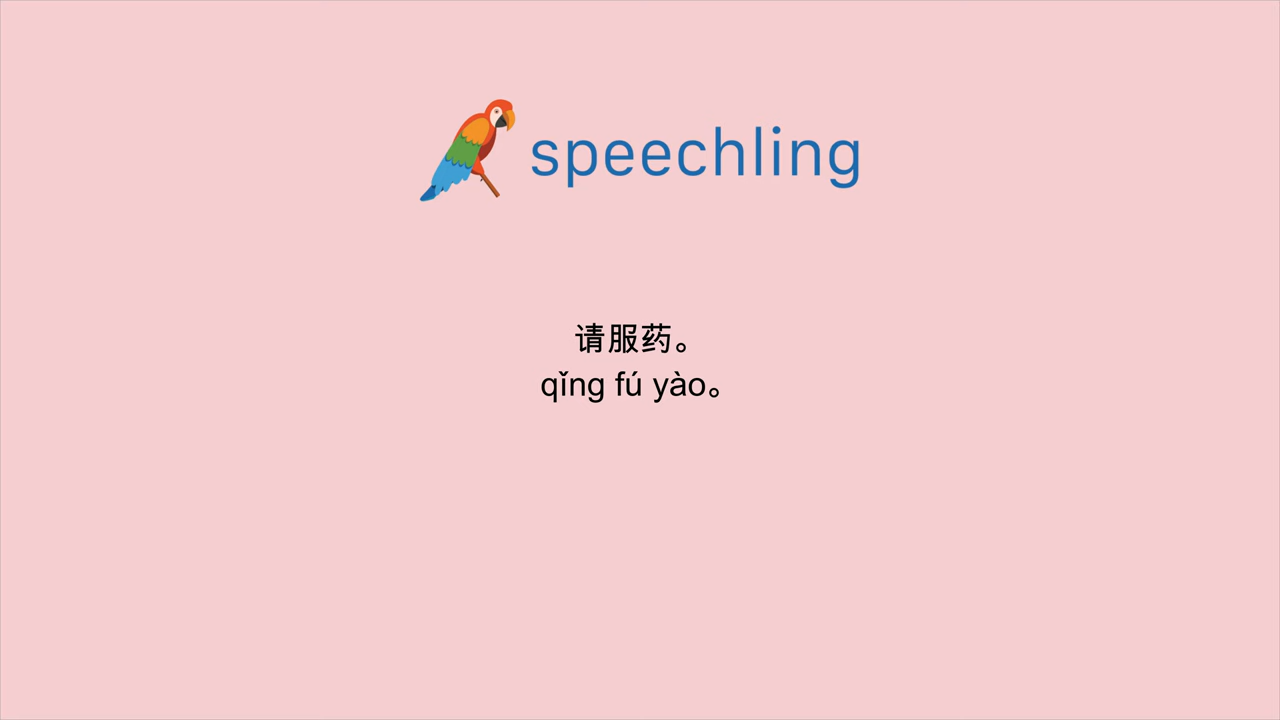 speechling
请服药。
qǐng fú yào。